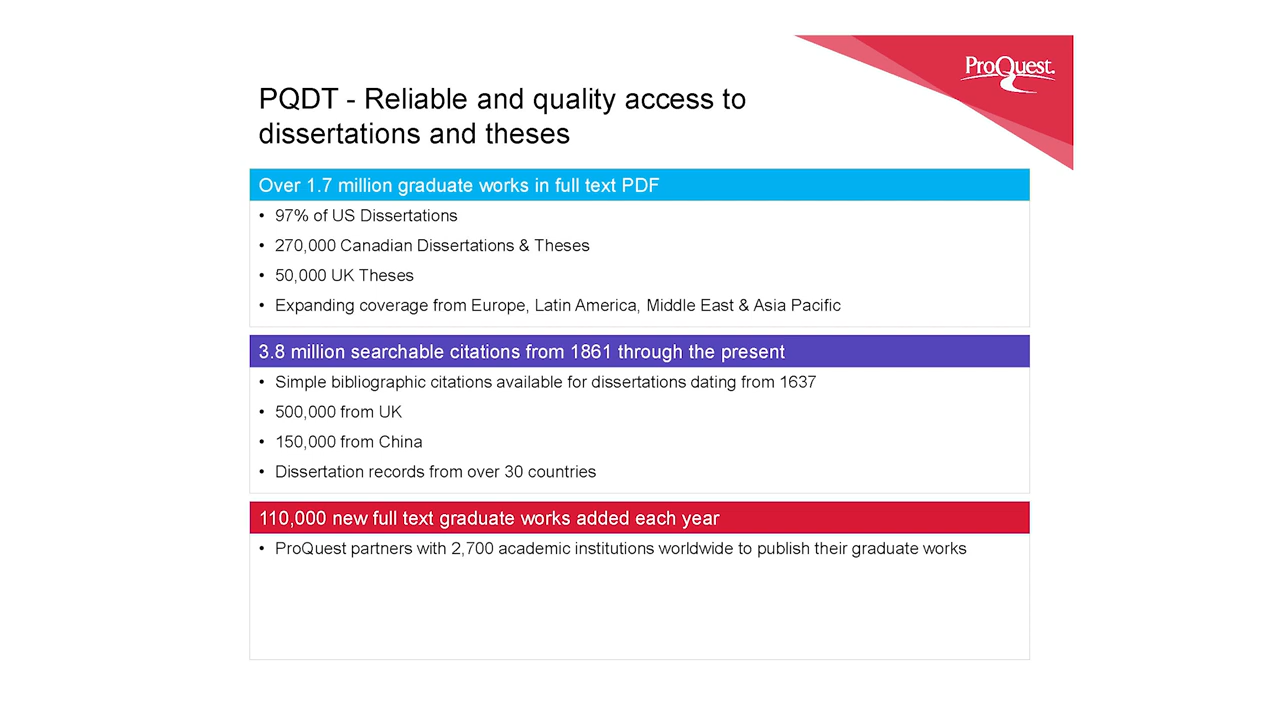 ProQuest.
PQDT - Reliable and quality access to
dissertations and theses
Over 1.7 million graduate works in full text PDF
• 97% of US Dissertations
• 270,000 Canadian Dissertations & Theses
• 50,000 UK Theses
• Expanding coverage from Europe, Latin America, Middle East & Asia Pacific
3.8 million searchable citations from 1861 through the present
• Simple bibliographic citations available for dissertations dating from 1637
• 500,000 from UK
• 150,000 from China
• Dissertation records from over 30 countries
110,000 new full text graduate works added each year
• ProQuest partners with 2,700 academic institutions worldwide to publish their graduate works